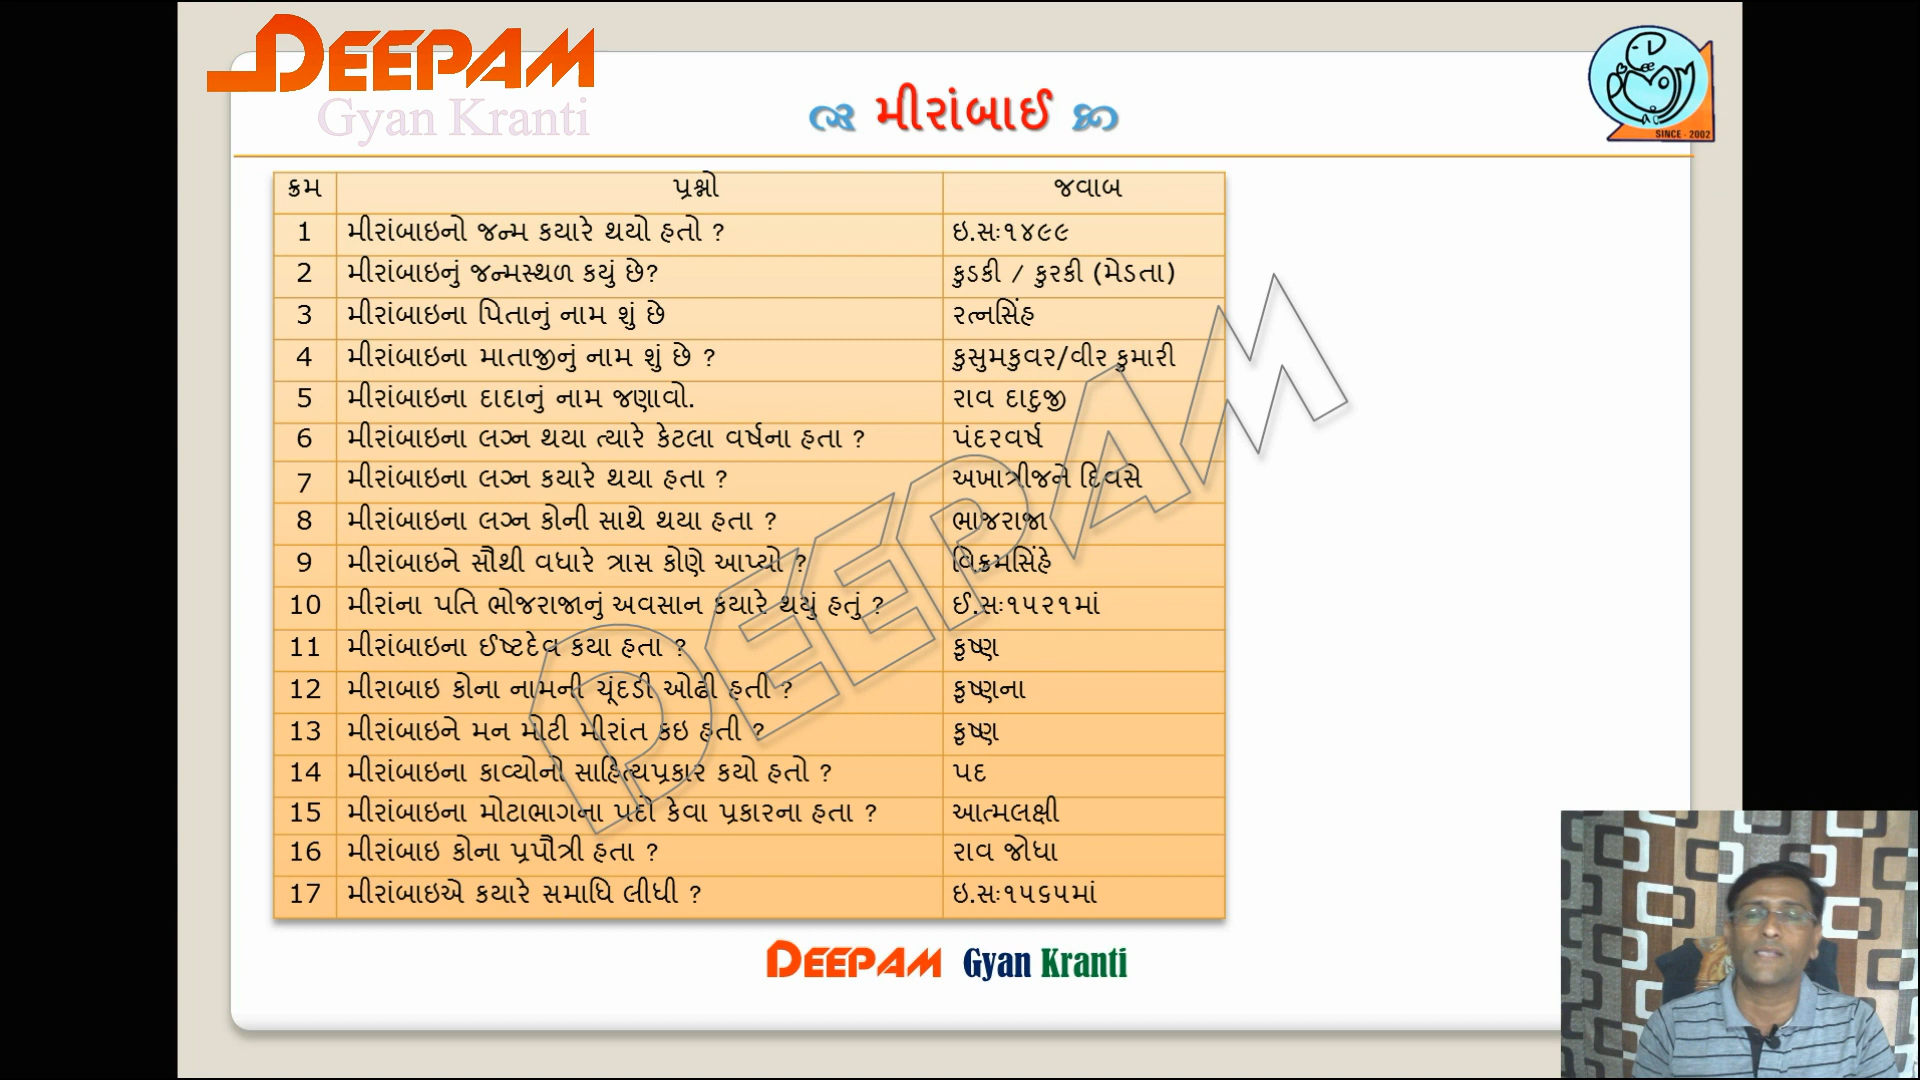 DEEPAM
Gyan Kranti
મીરાંબાઈ
SINCE - 2002
ક્રમ પ્રશ્નો જવાબ
1 મીરાંબાઇનો જન્મ કયારે થયો હતો ? ઇ.સઃ૧૪૯૯
2 મીરાંબાઇનું જન્મસ્થળ કયું છે? કુડકી / કુરકી (મેડતા)
3 મીરાંબાઇના પિતાનું નામ શું છે રત્નસિંહ
4 મીરાંબાઇના માતાજીનું નામ શું છે ? કુસુમકુવર/વીર કુમારી
5 મીરાંબાઇના દાદાનું નામ જણાવો. રાવ દાદુજી
6 મીરાંબાઇના લગ્ન થયા ત્યારે કેટલા વર્ષના હતા ? પંદરવર્ષ
7 મીરાંબાઇના લગ્ન કયારે થયા હતા ? અખાત્રીજને દિવસે
8 મીરાંબાઇના લગ્ન કોની સાથે થયા હતા ? ભાજરાજા
9 મીરાંબાઇને સૌથી વધારે ત્રાસ કોણે આપ્યો ? વિક્રમસિંહે
10 મીરાંના પતિ ભોજરાજાનું અવસાન કયારે થયું હતું ? ઈ.સઃ૧૫૨૧માં
11 મીરાંબાઇના ઈષ્ટદેવ કયા હતા ? કૃષ્ણ
12 મીરાબાઇ કોના નામની ચૂંદડી ઓઢી હતી ? કૃષ્ણના
13 મીરાંબાઇને મન મોટી મીરાંત કઇ હતી ? કૃષ્ણ
14 મીરાંબાઇના કાવ્યોનો સાહિત્યપ્રકાર કયો હતો ? પદ
15 મીરાંબાઇના મોટાભાગના પદો કેવા પ્રકારના હતા ? આત્મલક્ષી
16 મીરાંબાઇ કોના પ્રપૌત્રી હતા ? રાવ જોધા
17 મીરાંબાઇએ કયારે સમાધિ લીધી ? ઇ.સઃ૧૫૬૫માં
DEEPAM
DEEPAM Gyan Kranti